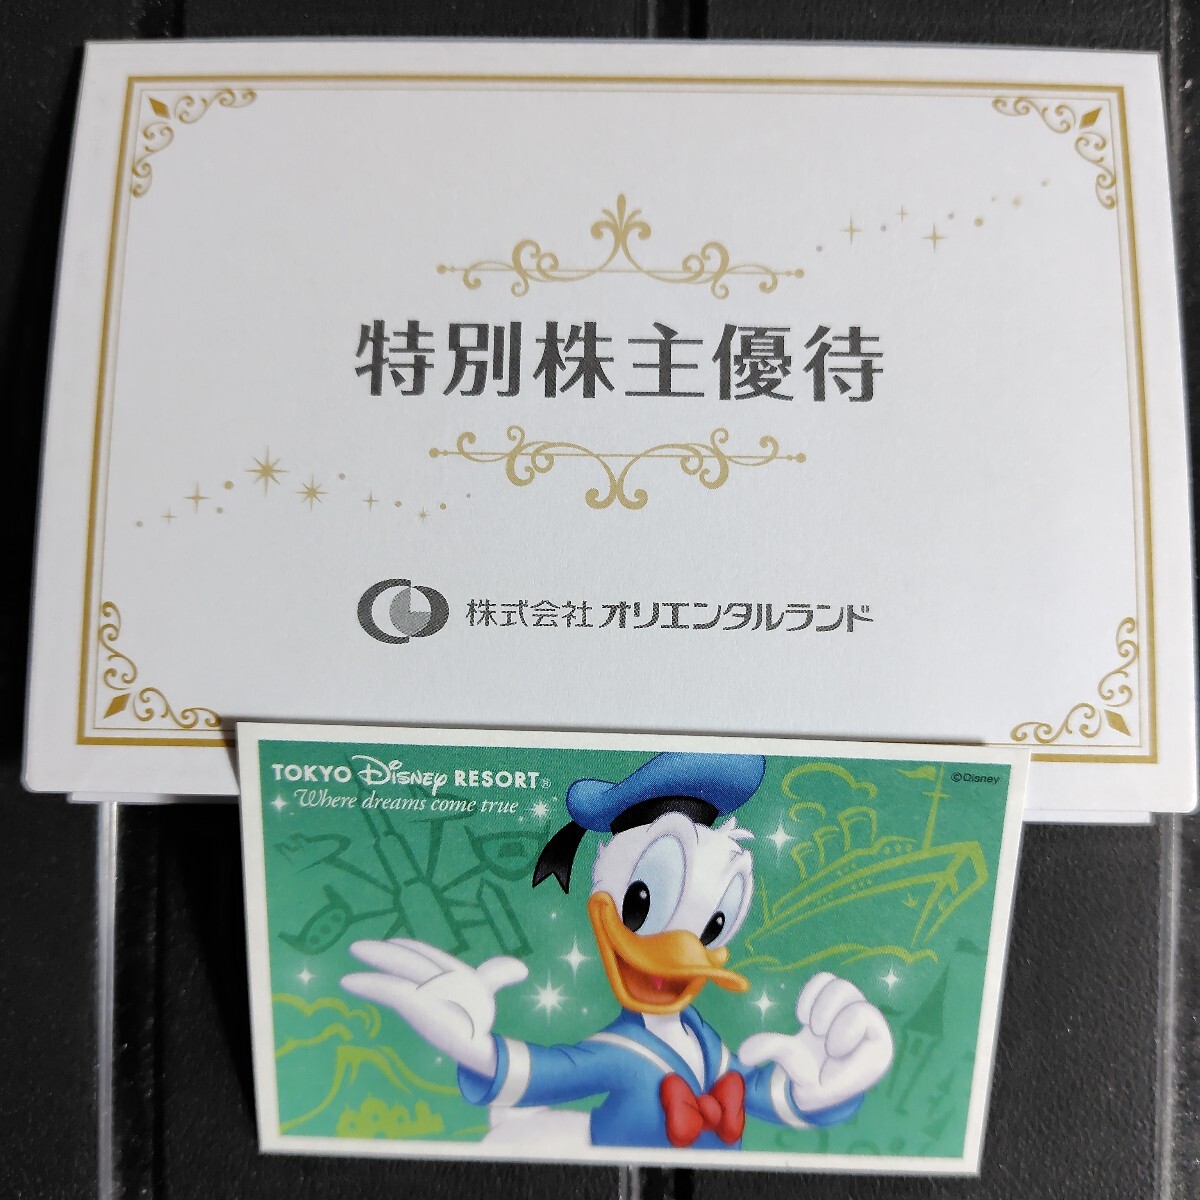 特別株主優待
株式会社オリエンタルランド
TOKYO Disney RESORT®
Where dreams come true
©Disney